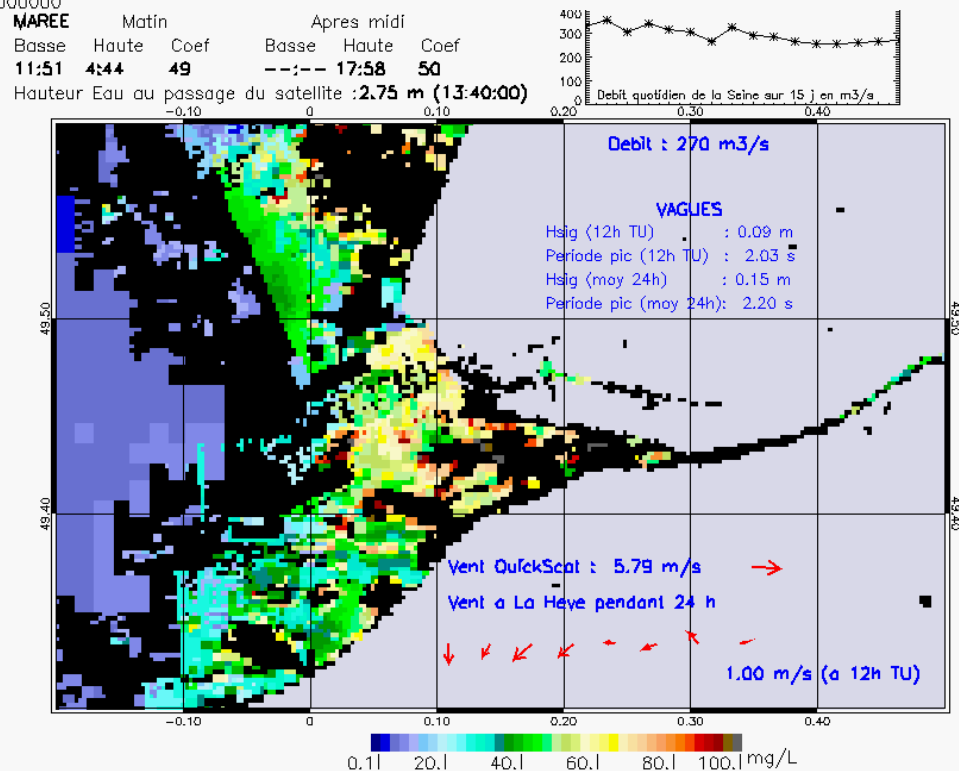 MAREE Matin Apres midi
Basse Haute Coef Basse Haute Coef
11:51 4:44 49 --:-- 17:58 50
Hauteur Eau au passage du satellite :2.75 m (13:40:00)
400
300
200
100
0
Debit quotidien de la Seine sur 15 j en m3/s
-0.10 0 0.10 0.20 0.30 0.40
Debit : 270 m3/s
VAGUES
Hsig (12h TU) : 0.09 m
Periode pic (12h TU) : 2.03 s
Hsig (moy 24h) : 0.15 m
Periode pic (moy 24h): 2.20 s
49.50 49.50
49.40 49.40
Vent QuickScat : 5.79 m/s
Vent a La Heve pendant 24 h
1.00 m/s (a 12h TU)
-0.10 0 0.10 0.20 0.30 0.40
0.1| 20.| 40.| 60.| 80.| 100.| mg/L